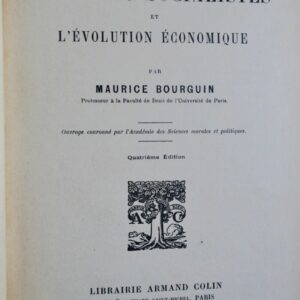 ET
L'ÉVOLUTION ÉCONOMIQUE
PAR
MAURICE BOURGUIN
Professeur à la Faculté de Droit de l'Université de Paris.
Ouvrage couronné par l'Académie des Sciences morales et politiques.
Quatrième Édition
A C
LIBRAIRIE ARMAND COLIN
PARIS